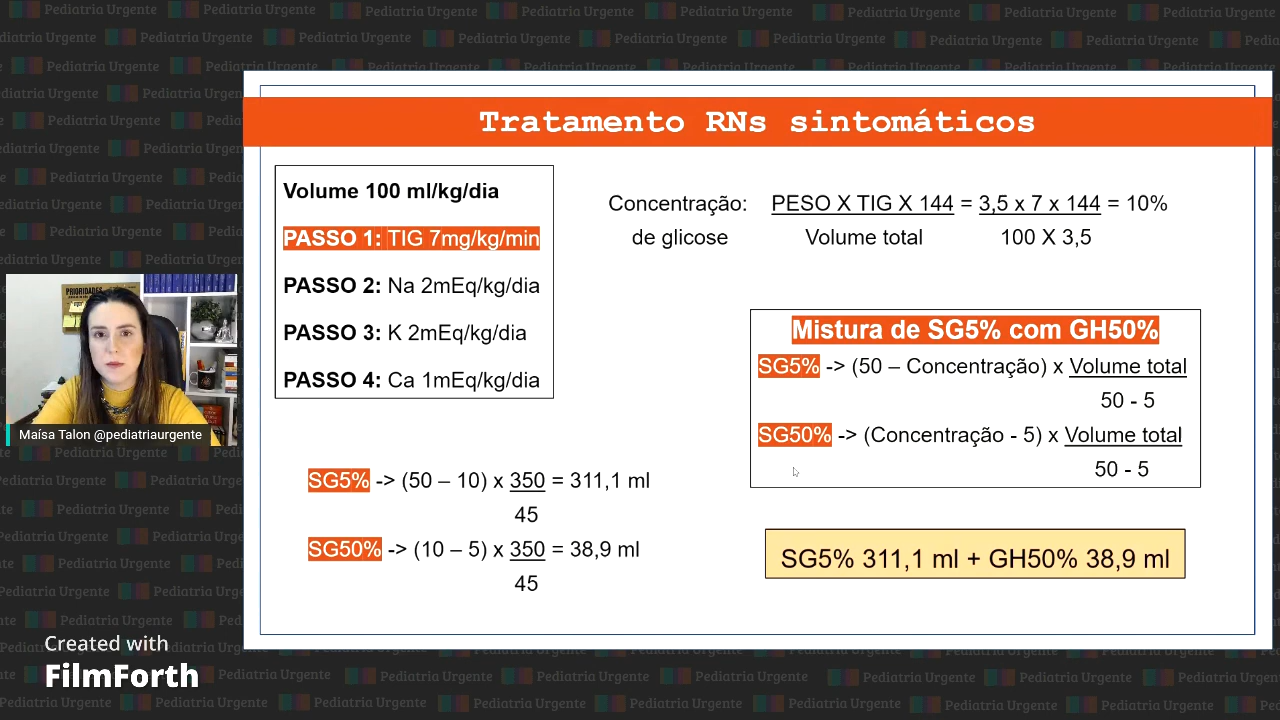 Tratamento RNs sintomáticos
Volume 100 ml/kg/dia
PASSO 1: TIG 7mg/kg/min
PASSO 2: Na 2mEq/kg/dia
PASSO 3: K 2mEq/kg/dia
PASSO 4: Ca 1mEq/kg/dia
Concentração: PESO X TIG X 144 = 3,5 x 7 x 144 = 10%
de glicose Volume total 100 X 3,5
Mistura de SG5% com GH50%
SG5% -> (50 – Concentração) x Volume total
50 - 5
SG50% -> (Concentração - 5) x Volume total
50 - 5
SG5% -> (50 – 10) x 350 = 311,1 ml
45
SG50% -> (10 – 5) x 350 = 38,9 ml
45
SG5% 311,1 ml + GH50% 38,9 ml
PRIORIDADES
Maísa Talon @pediatriaurgente
Pediatria Urgente
Created with
FilmForth